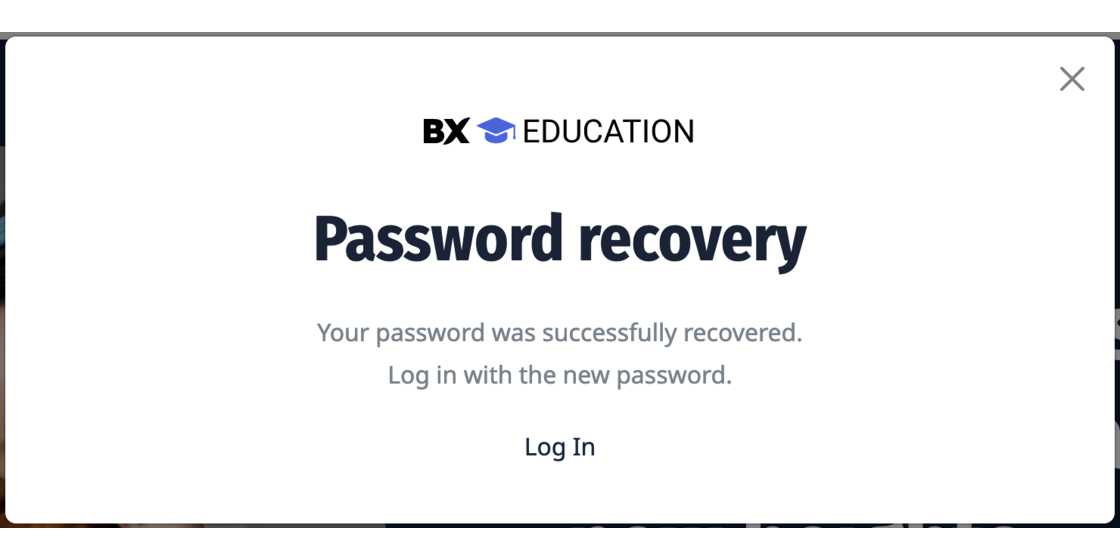 BX EDUCATION
Password recovery
Your password was successfully recovered.
Log in with the new password.
Log In